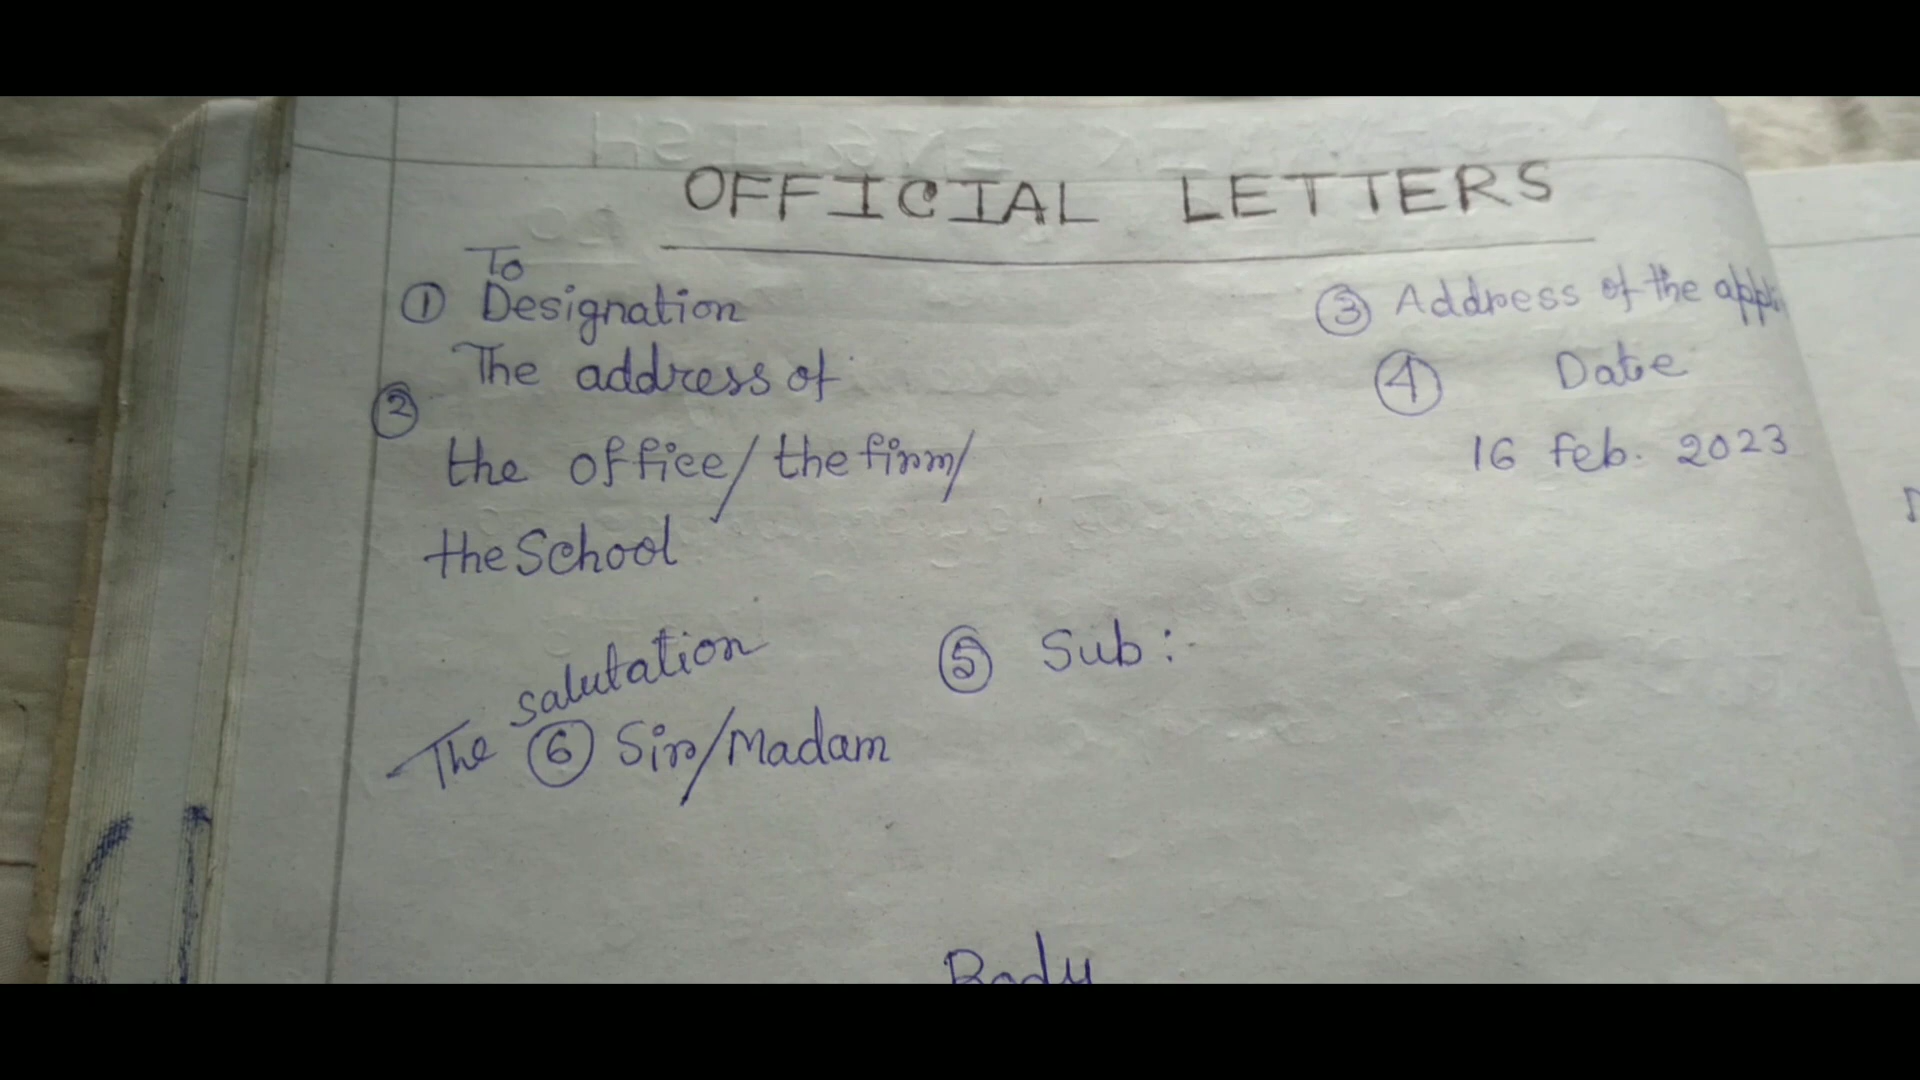 OFFICIAL LETTERS
To
① Designation
③ Address of the
The address of
②
④ Date
the office/ the firm/
16 Feb. 2023
the School
The salutation
⑤ Sub :-
⑥ Sir/Madam
Body